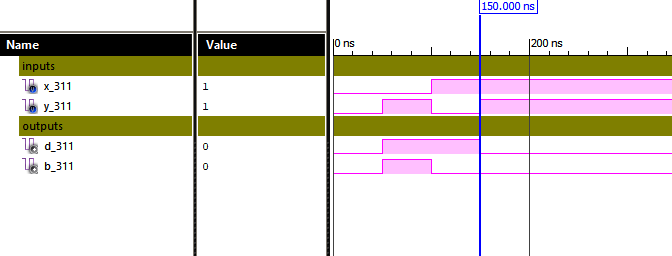 150.000 ns
Name Value 0 ns 200 ns
inputs
x_311 1
y_311 1
outputs
d_311 0
b_311 0